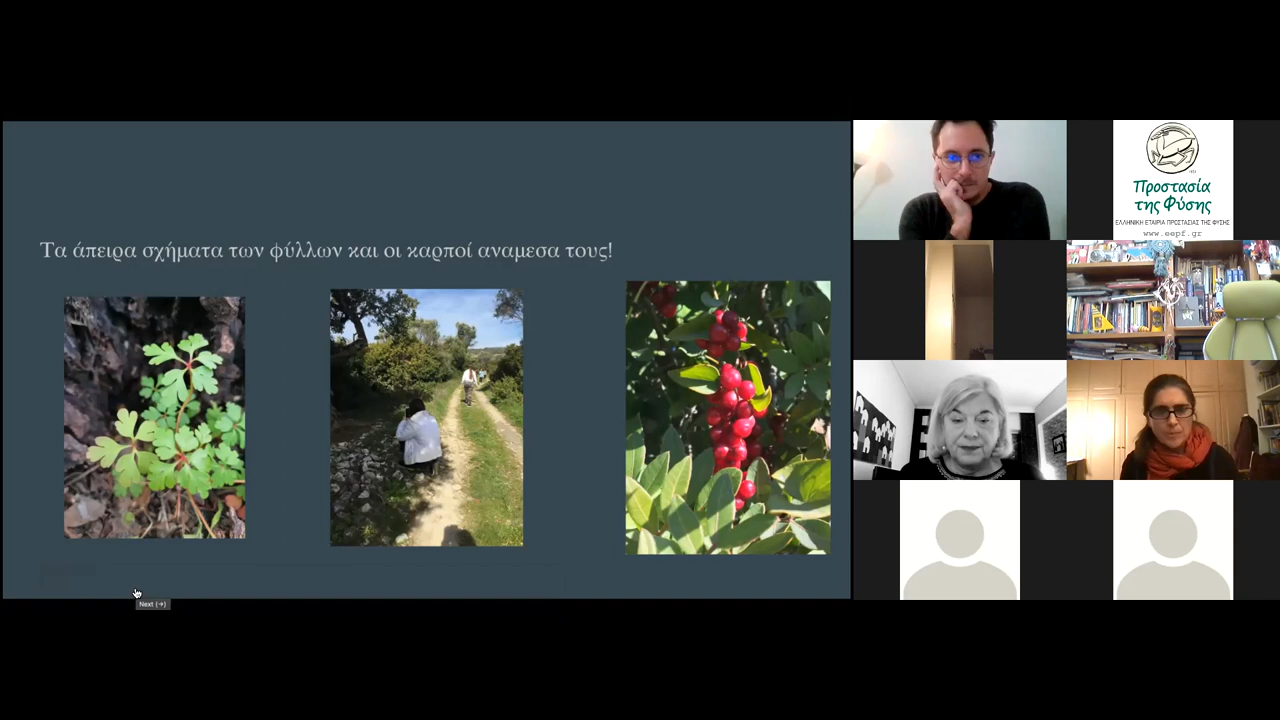 Τα άπειρα σχήματα των φύλλων και οι καρποί αναμεσα τους!
Next (→)
Προστασία
της Φύσης
ΕΛΛΗΝΙΚΗ ΕΤΑΙΡΙΑ ΠΡΟΣΤΑΣΙΑΣ ΤΗΣ ΦΥΣΗΣ
www.eepf.gr